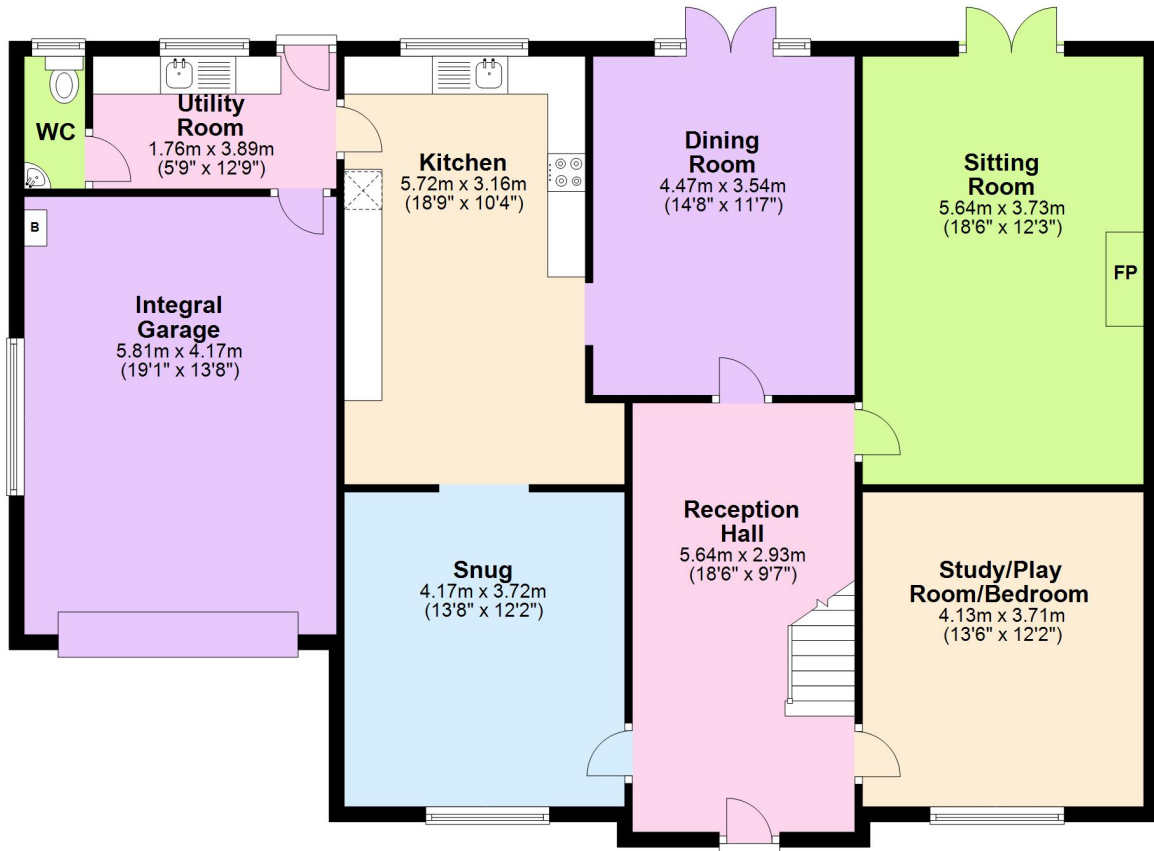 WC
Utility
Room
1.76m x 3.89m
(5'9" x 12'9")
Kitchen
5.72m x 3.16m
(18'9" x 10'4")
Dining
Room
4.47m x 3.54m
(14'8" x 11'7")
Sitting
Room
5.64m x 3.73m
(18'6" x 12'3")
FP
B
Integral
Garage
5.81m x 4.17m
(19'1" x 13'8")
Snug
4.17m x 3.72m
(13'8" x 12'2")
Reception
Hall
5.64m x 2.93m
(18'6" x 9'7")
Study/Play
Room/Bedroom
4.13m x 3.71m
(13'6" x 12'2")